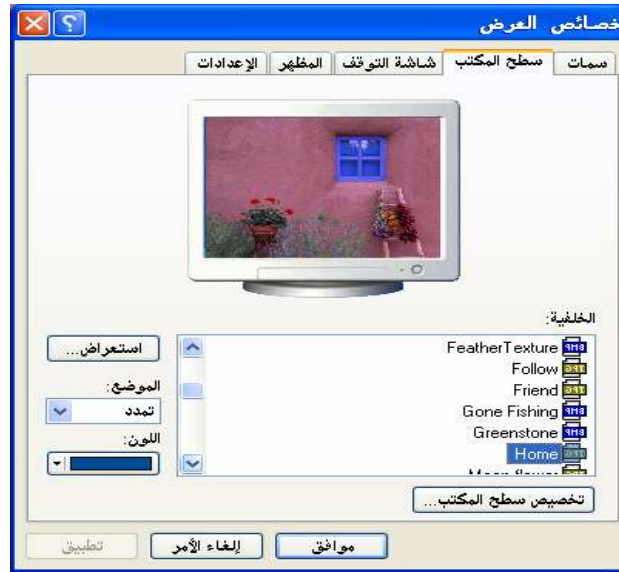 خصائص العرض
سمات سطح المكتب شاشة التوقف المظهر الإعدادات
الخلفية:
FeatherTexture
Follow
Friend
Gone Fishing
Greenstone
Home
استعراض...
الموضع:
تمدد
اللون:
تخصيص سطح المكتب...
موافق إلغاء الأمر تطبيق